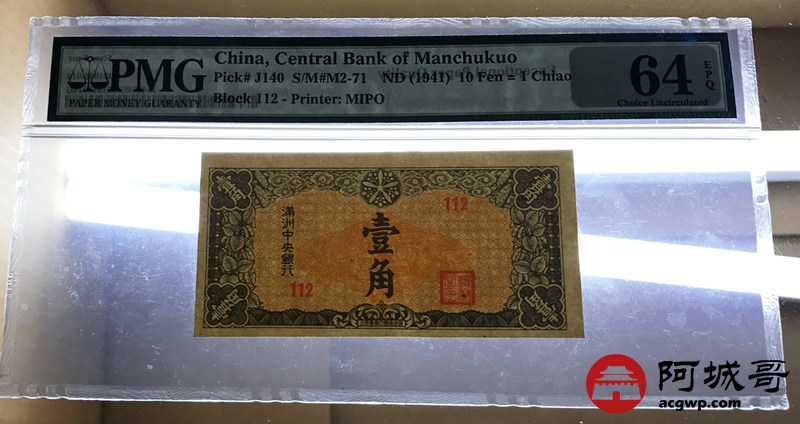 PMG
PAPER MONEY GUARANTY
China, Central Bank of Manchukuo
Pick# J140 S/M#M2-71 ND (1941) 10 Fen = 1 Chiao
Block 112 - Printer: MIPO
64
EPQ
Choice Uncirculated
112
滿洲中央銀行
壹角
112
阿城哥
acgwp.com